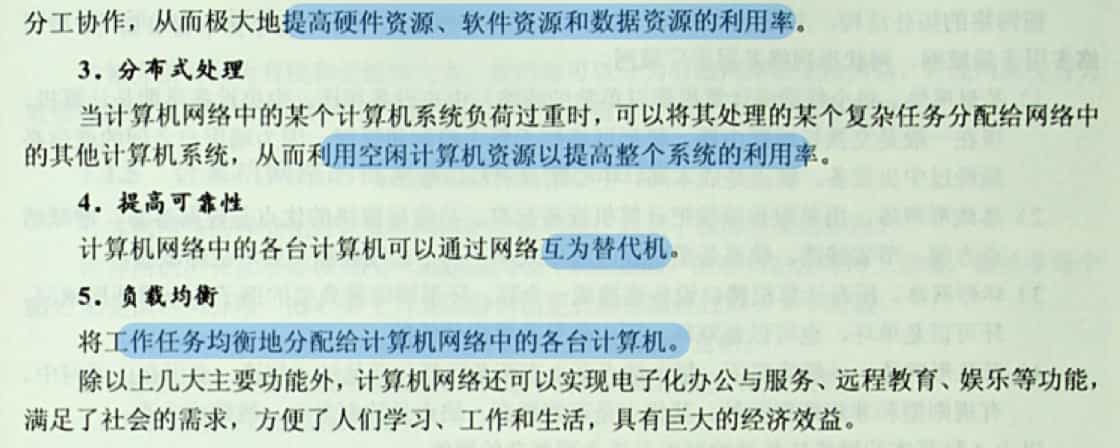 分工协作，从而极大地提高硬件资源、软件资源和数据资源的利用率。
3．分布式处理
当计算机网络中的某个计算机系统负荷过重时，可以将其处理的某个复杂任务分配给网络中
的其他计算机系统，从而利用空闲计算机资源以提高整个系统的利用率。
4．提高可靠性
计算机网络中的各台计算机可以通过网络互为替代机。
5．负载均衡
将工作任务均衡地分配给计算机网络中的各台计算机。
除以上几大主要功能外，计算机网络还可以实现电子化办公与服务、远程教育、娱乐等功能，
满足了社会的需求，方便了人们学习、工作和生活，具有巨大的经济效益。